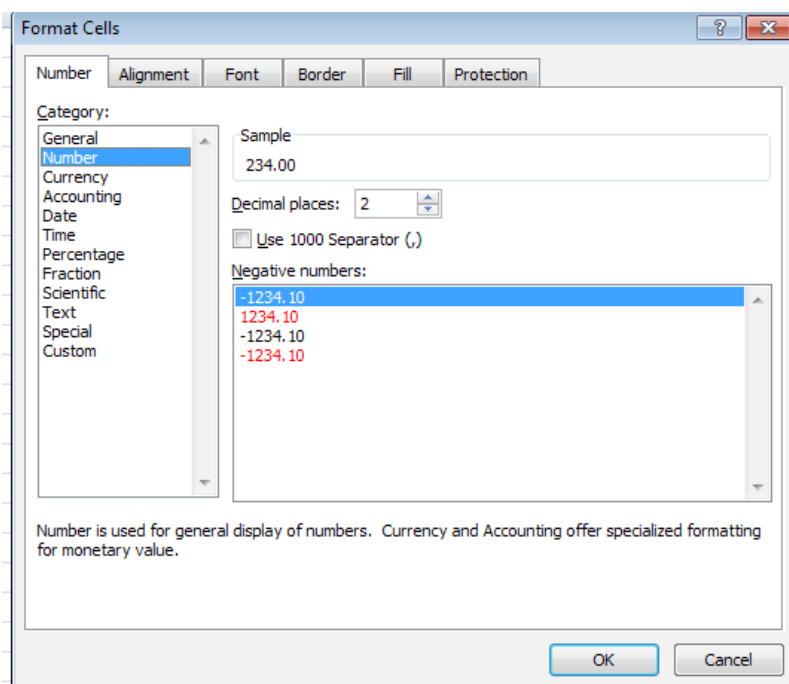 Format Cells
Number Alignment Font Border Fill Protection
Category:
General
Number
Currency
Accounting
Date
Time
Percentage
Fraction
Scientific
Text
Special
Custom
Sample
234.00
Decimal places: 2
Use 1000 Separator (,)
Negative numbers:
-1234.10
1234.10
-1234.10
-1234.10
Number is used for general display of numbers. Currency and Accounting offer specialized formatting
for monetary value.
OK Cancel